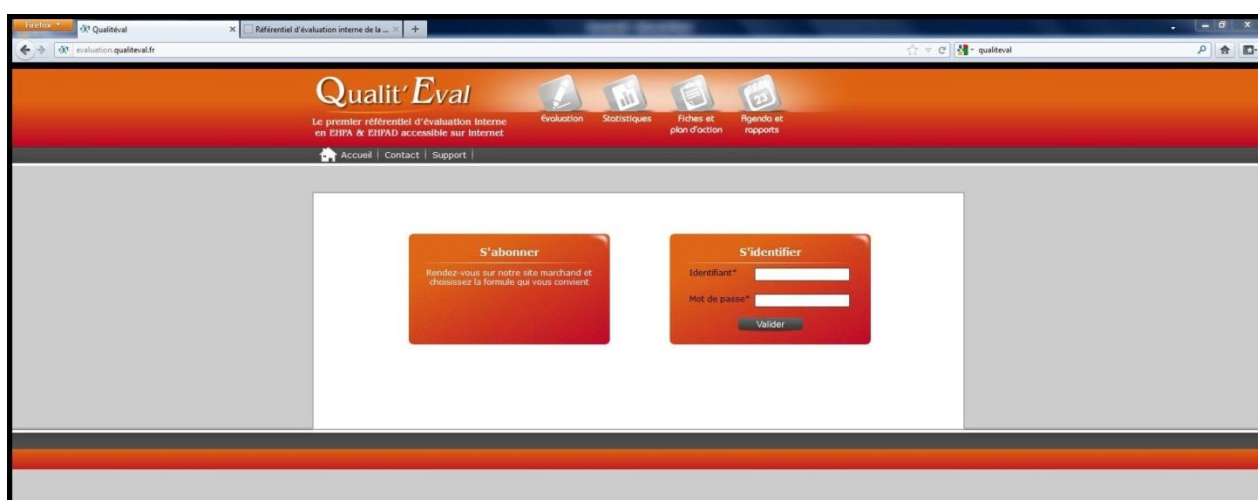 Firefox
Qualitéval
Référentiel d'évaluation interne de la ...
evaluation.qualiteval.fr
qualiteval
Qualit'Eval
Le premier référentiel d'évaluation interne
en EHPA & EHPAD accessible sur Internet
Evaluation
Statistiques
Fiches et
plan d'action
23
Agenda et
rapports
Accueil | Contact | Support |
S'abonner
Rendez-vous sur notre site marchand et
choisissez la formule qui vous convient
S'identifier
Identifiant*
Mot de passe*
Valider